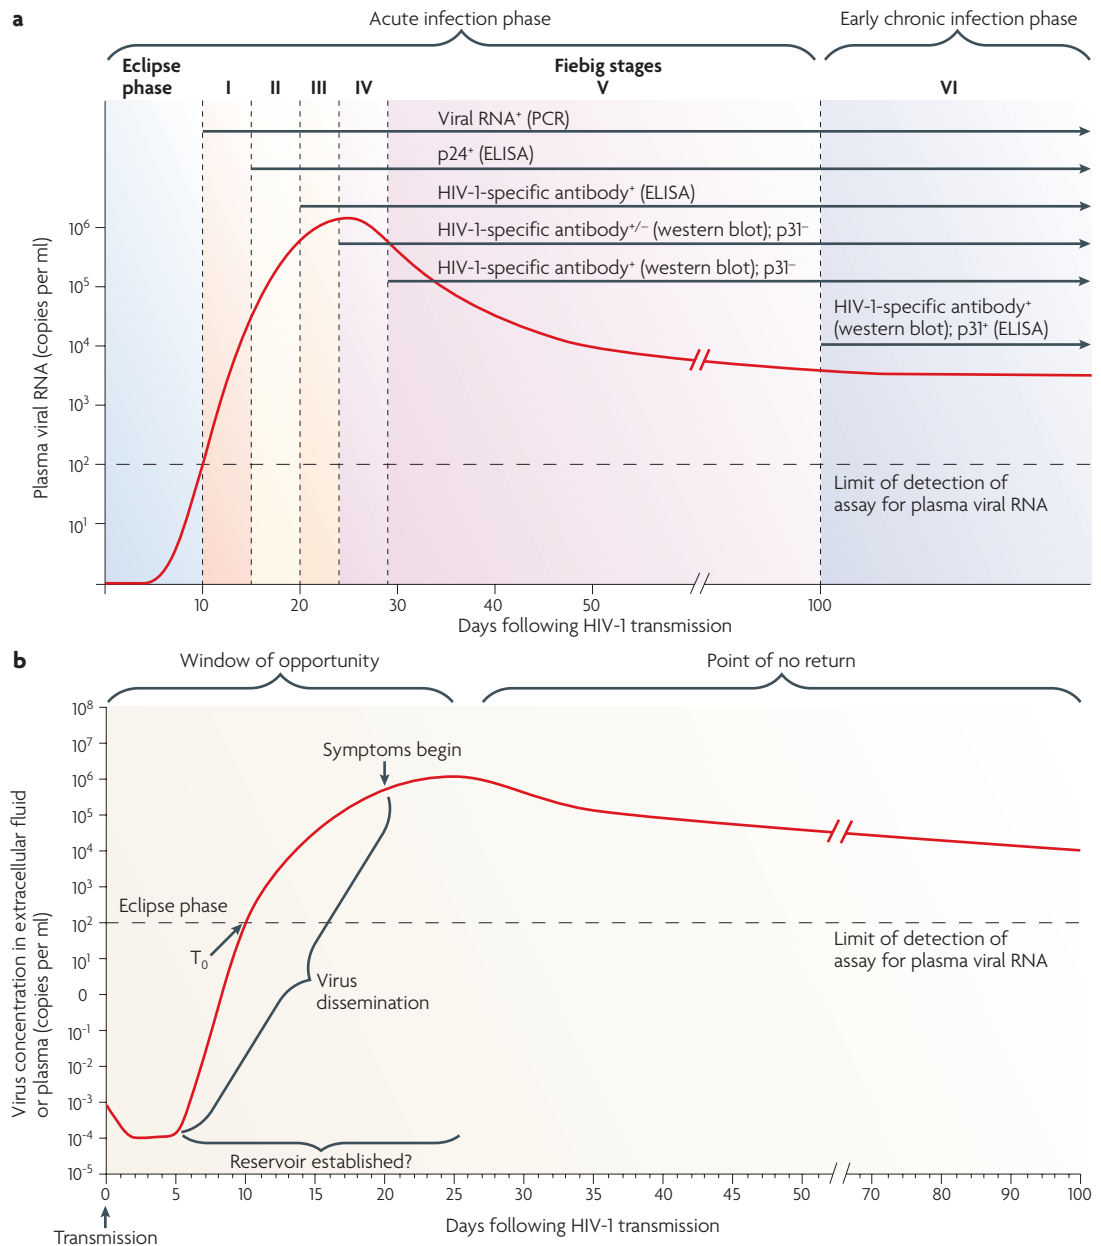 a
Acute infection phase
Early chronic infection phase
Eclipse
phase
Fiebig stages
I
II
III
IV
V
VI
Viral RNA⁺ (PCR)
p24⁺ (ELISA)
HIV-1-specific antibody⁺ (ELISA)
HIV-1-specific antibody⁺/⁻ (western blot); p31⁻
HIV-1-specific antibody⁺ (western blot); p31⁻
HIV-1-specific antibody⁺
(western blot); p31⁺ (ELISA)
Plasma viral RNA (copies per ml)
10⁶
10⁵
10⁴
10³
10²
10¹
Limit of detection of
assay for plasma viral RNA
10
20
30
40
50
100
Days following HIV-1 transmission
b
Window of opportunity
Point of no return
Virus concentration in extracellular fluid
or plasma (copies per ml)
10⁸
10⁷
10⁶
10⁵
10⁴
10³
10²
10¹
0
10⁻¹
10⁻²
10⁻³
10⁻⁴
10⁻⁵
Symptoms begin
Eclipse phase
T₀
Virus
dissemination
Limit of detection of
assay for plasma viral RNA
Reservoir established?
0
5
10
15
20
25
30
35
40
45
50
70
80
90
100
Transmission
Days following HIV-1 transmission